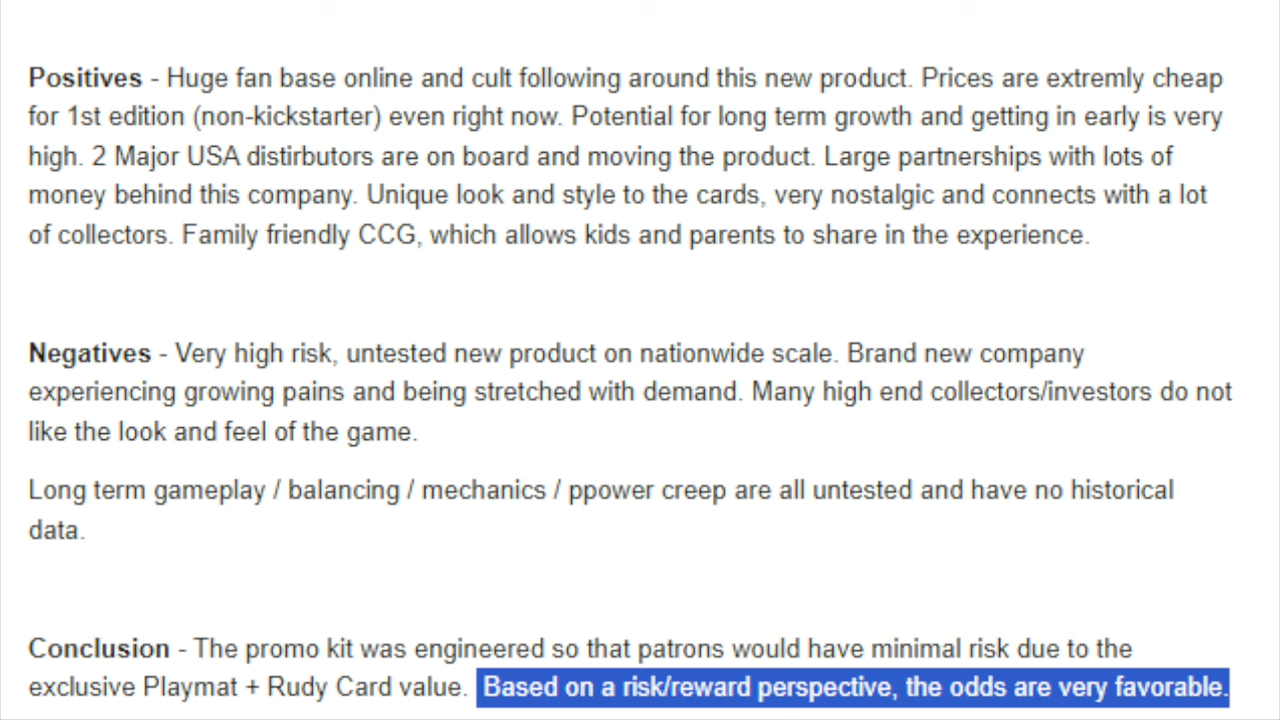 Positives - Huge fan base online and cult following around this new product. Prices are extremly cheap
for 1st edition (non-kickstarter) even right now. Potential for long term growth and getting in early is very
high. 2 Major USA distirbutors are on board and moving the product. Large partnerships with lots of
money behind this company. Unique look and style to the cards, very nostalgic and connects with a lot
of collectors. Family friendly CCG, which allows kids and parents to share in the experience.
Negatives - Very high risk, untested new product on nationwide scale. Brand new company
experiencing growing pains and being stretched with demand. Many high end collectors/investors do not
like the look and feel of the game.
Long term gameplay / balancing / mechanics / ppower creep are all untested and have no historical
data.
Conclusion - The promo kit was engineered so that patrons would have minimal risk due to the
exclusive Playmat + Rudy Card value. Based on a risk/reward perspective, the odds are very favorable.